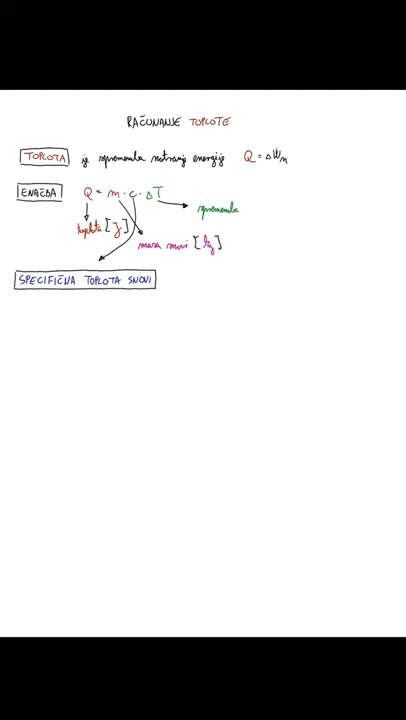 RAČUNANJE TOPLOTE
TOPLOTA je sprememba notranje energije Q = ΔWn
ENAČBA Q = m · c · ΔT
sprememba
toplota [J]
masa snovi [kg]
SPECIFIČNA TOPLOTA SNOVI